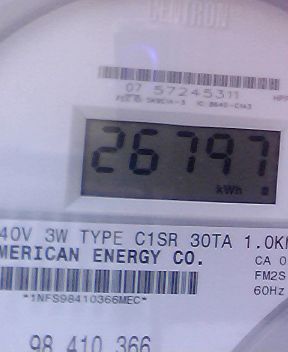 CENTRON
07 57245311
26797
kWh
40V 3W TYPE C1SR 30TA 1.0K
MERICAN ENERGY CO.
CA 0
FM2S
60Hz
*1NFS98410366MEC*
98 410 366